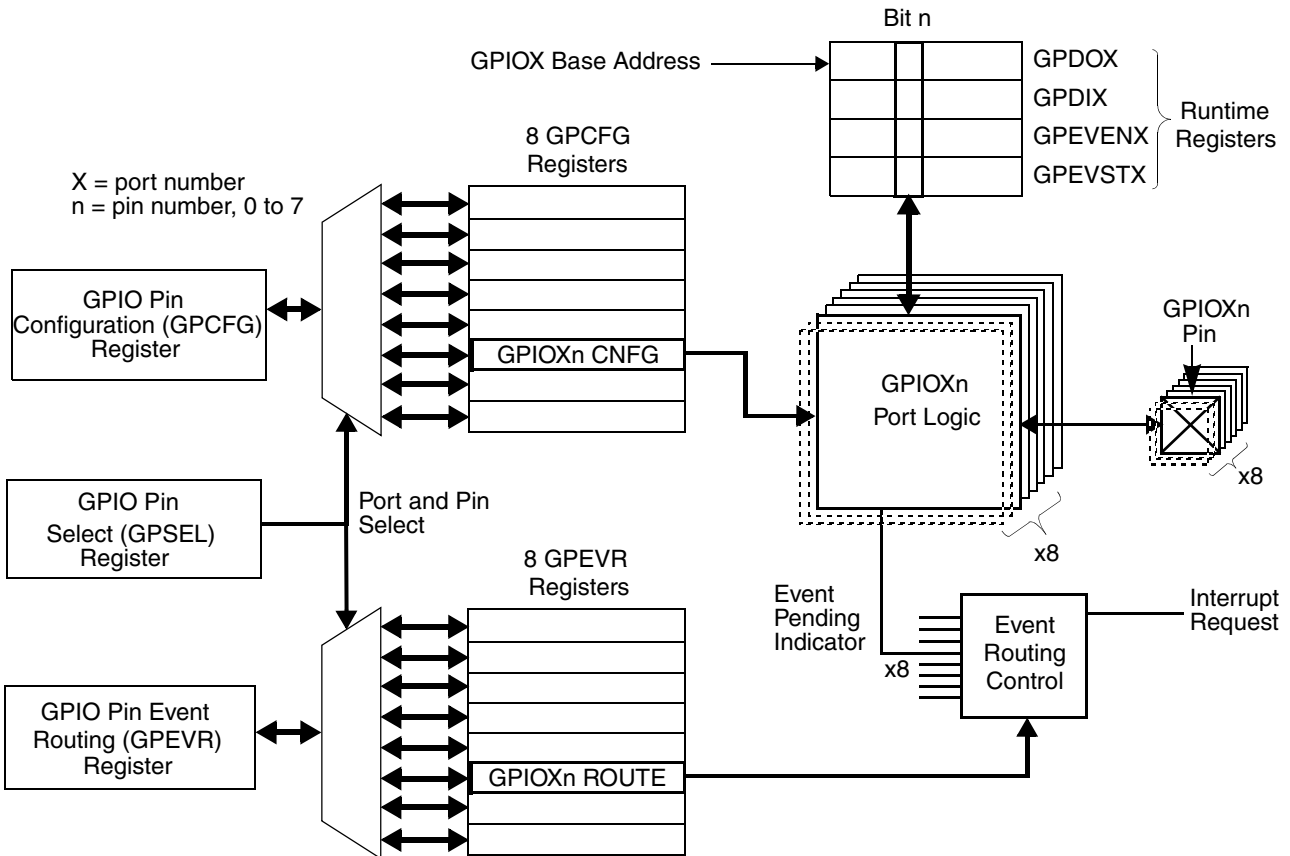 Bit n
GPIOX Base Address
GPDOX
GPDIX
GPEVENX
GPEVSTX
Runtime
Registers
8 GPCFG
Registers
X = port number
n = pin number, 0 to 7
GPIO Pin
Configuration (GPCFG)
Register
GPIOXn CNFG
GPIOXn
Port Logic
x8
GPIOXn
Pin
x8
GPIO Pin
Select (GPSEL)
Register
Port and Pin
Select
8 GPEVR
Registers
Event
Pending
Indicator
x8
Event
Routing
Control
Interrupt
Request
GPIO Pin Event
Routing (GPEVR)
Register
GPIOXn ROUTE